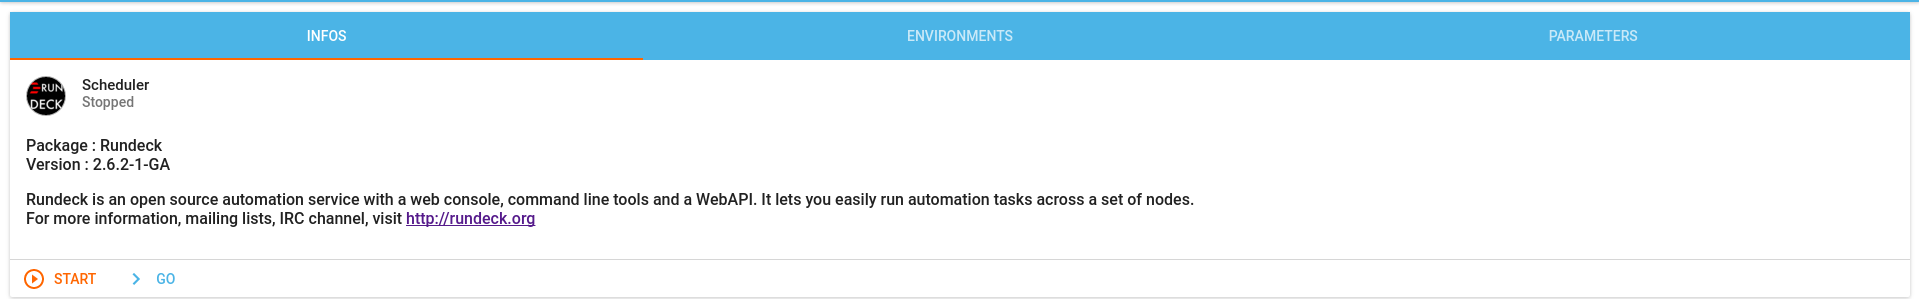 INFOS ENVIRONMENTS PARAMETERS
RUN
DECK
Scheduler
Stopped
Package : Rundeck
Version : 2.6.2-1-GA
Rundeck is an open source automation service with a web console, command line tools and a WebAPI. It lets you easily run automation tasks across a set of nodes.
For more information, mailing lists, IRC channel, visit http://rundeck.org
START GO